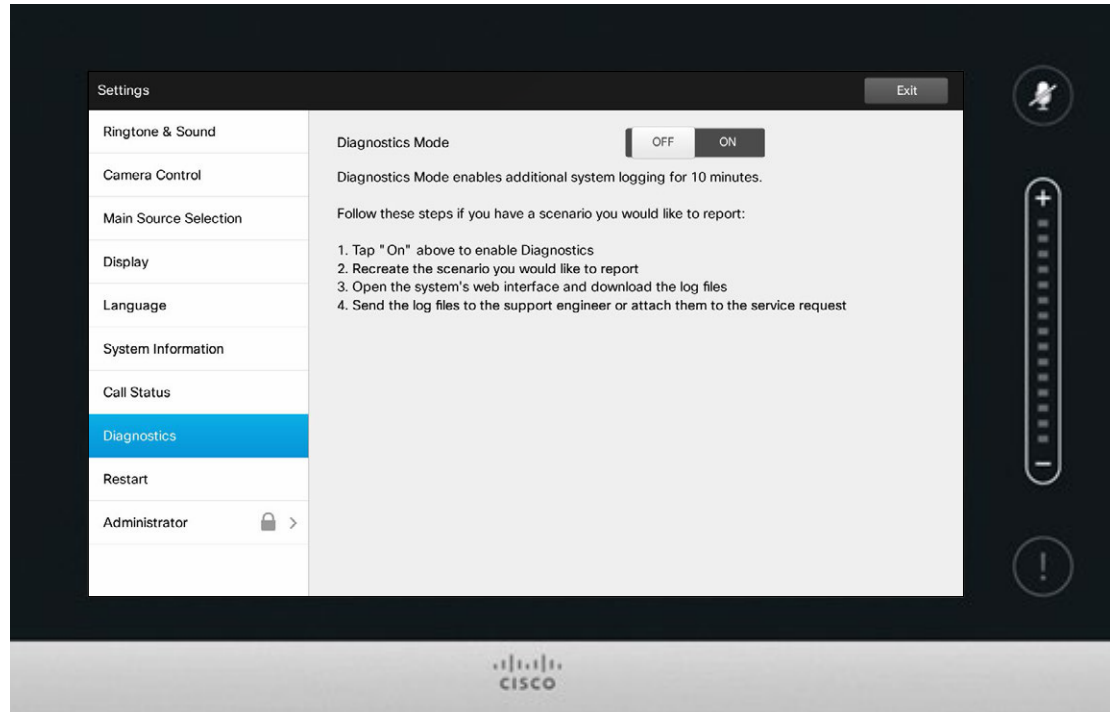 Settings
Exit
Ringtone & Sound
Camera Control
Main Source Selection
Display
Language
System Information
Call Status
Diagnostics
Restart
Administrator
Diagnostics Mode
OFF
ON
Diagnostics Mode enables additional system logging for 10 minutes.
Follow these steps if you have a scenario you would like to report:
1. Tap "On" above to enable Diagnostics
2. Recreate the scenario you would like to report
3. Open the system's web interface and download the log files
4. Send the log files to the support engineer or attach them to the service request
+
−
!
CISCO